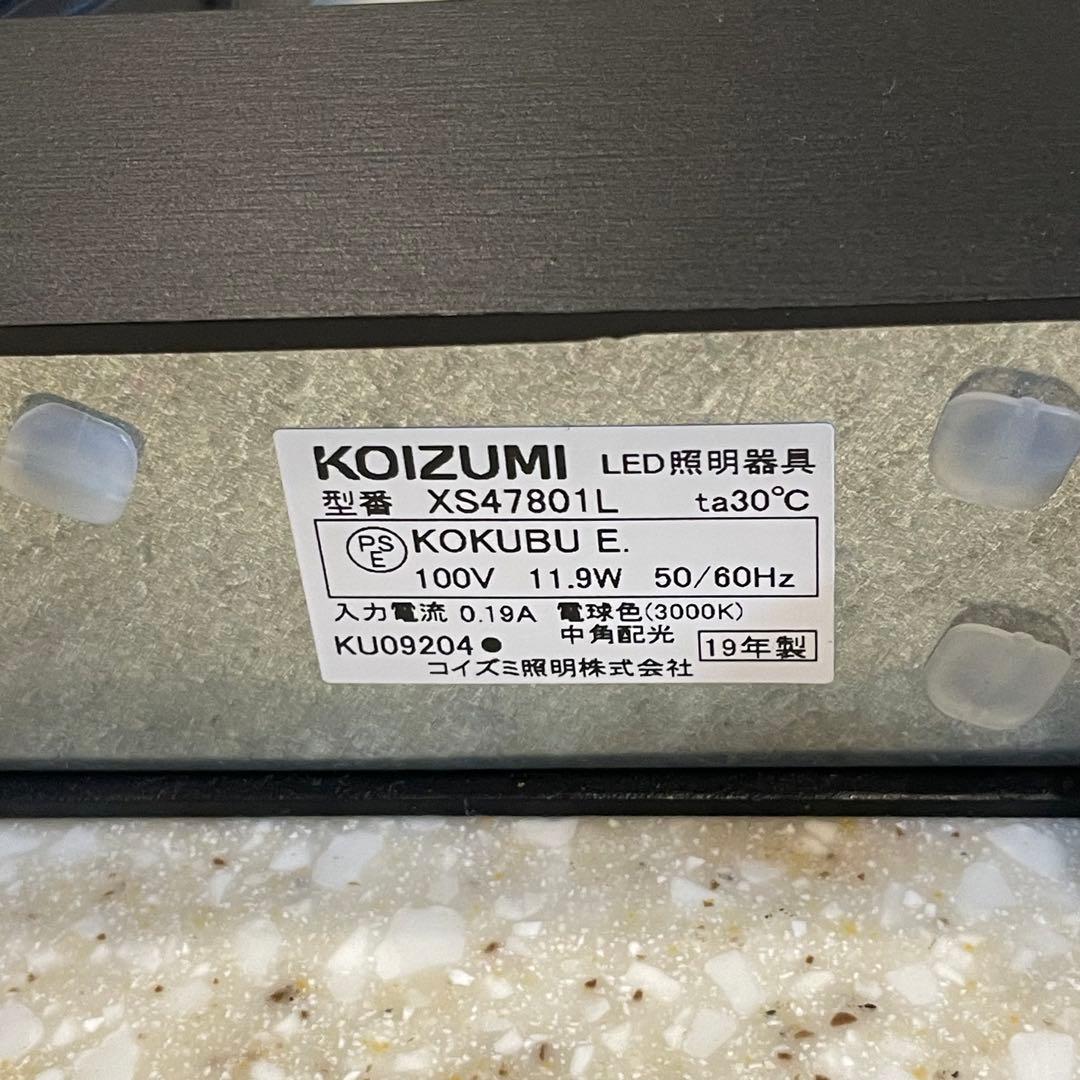 KOIZUMI LED照明器具
型番 XS47801L ta30℃
PSE KOKUBU E.
100V 11.9W 50/60Hz
入力電流 0.19A 電球色(3000K)
中角配光
KU09204● 19年製
コイズミ照明株式会社